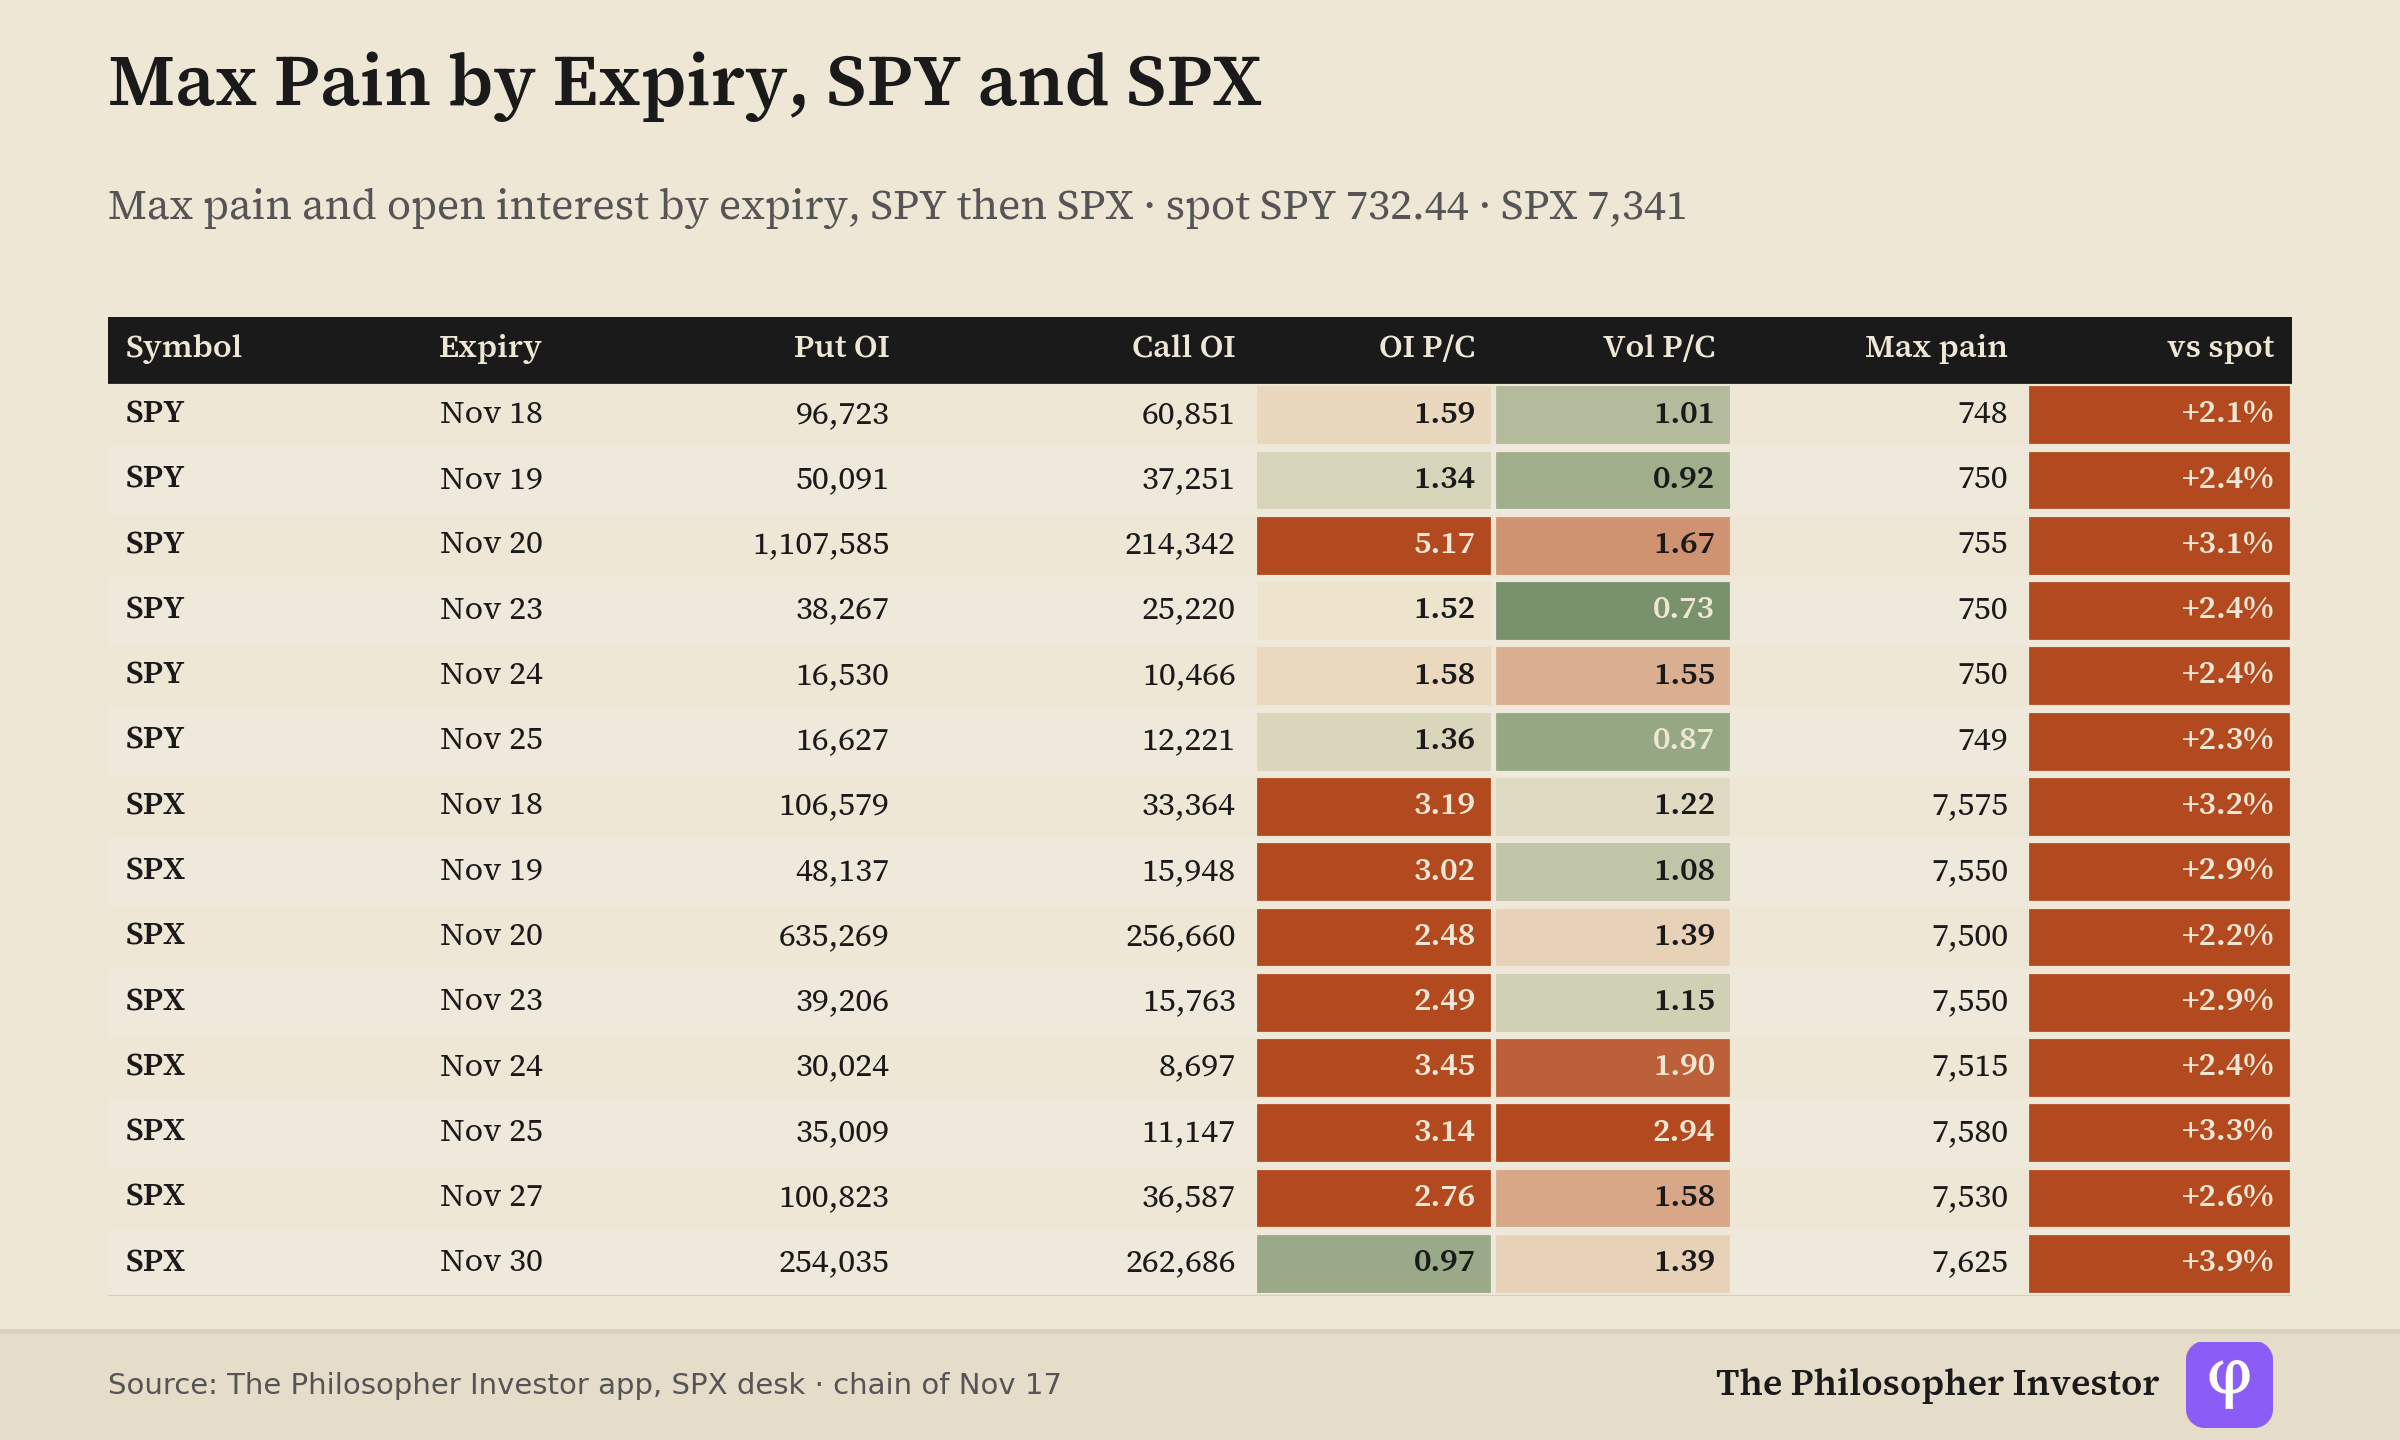 Max Pain by Expiry, SPY and SPX
Max pain and open interest by expiry, SPY then SPX · spot SPY 732.44 · SPX 7,341
Symbol Expiry Put OI Call OI OI P/C Vol P/C Max pain vs spot
SPY Nov 18 96,723 60,851 1.59 1.01 748 +2.1%
SPY Nov 19 50,091 37,251 1.34 0.92 750 +2.4%
SPY Nov 20 1,107,585 214,342 5.17 1.67 755 +3.1%
SPY Nov 23 38,267 25,220 1.52 0.73 750 +2.4%
SPY Nov 24 16,530 10,466 1.58 1.55 750 +2.4%
SPY Nov 25 16,627 12,221 1.36 0.87 749 +2.3%
SPX Nov 18 106,579 33,364 3.19 1.22 7,575 +3.2%
SPX Nov 19 48,137 15,948 3.02 1.08 7,550 +2.9%
SPX Nov 20 635,269 256,660 2.48 1.39 7,500 +2.2%
SPX Nov 23 39,206 15,763 2.49 1.15 7,550 +2.9%
SPX Nov 24 30,024 8,697 3.45 1.90 7,515 +2.4%
SPX Nov 25 35,009 11,147 3.14 2.94 7,580 +3.3%
SPX Nov 27 100,823 36,587 2.76 1.58 7,530 +2.6%
SPX Nov 30 254,035 262,686 0.97 1.39 7,625 +3.9%
Source: The Philosopher Investor app, SPX desk · chain of Nov 17
The Philosopher Investor φ